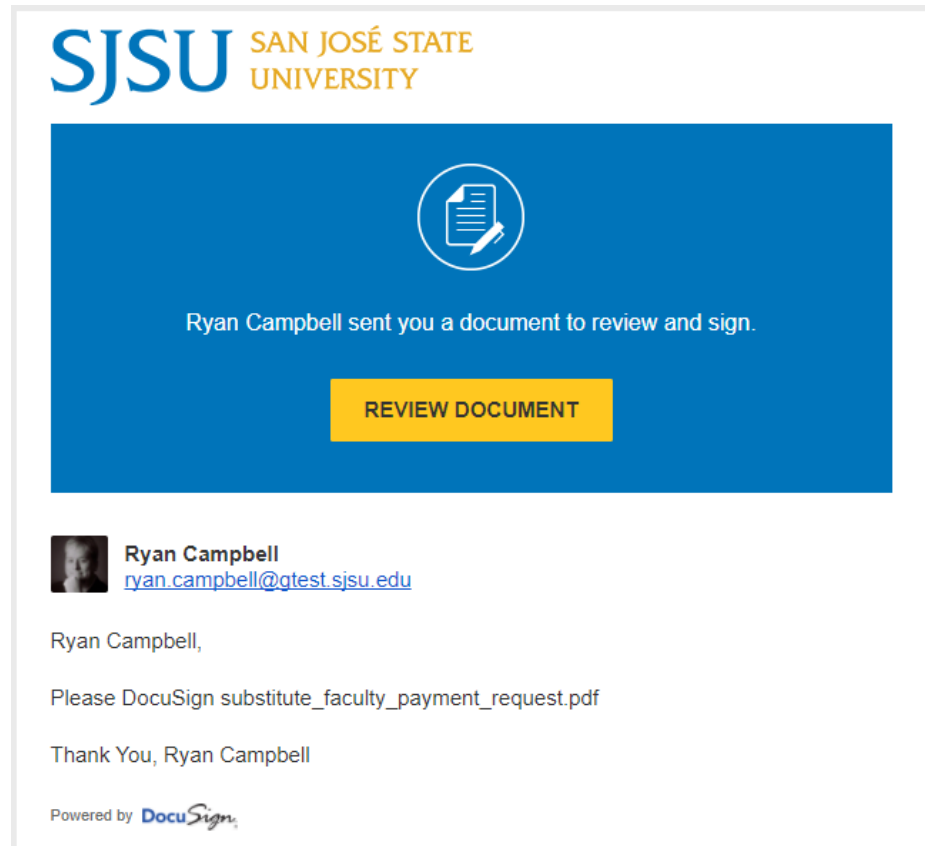 SJSU SAN JOSÉ STATE
UNIVERSITY
Ryan Campbell sent you a document to review and sign.
REVIEW DOCUMENT
Ryan Campbell
ryan.campbell@gtest.sjsu.edu
Ryan Campbell,
Please DocuSign substitute_faculty_payment_request.pdf
Thank You, Ryan Campbell
Powered by DocuSign